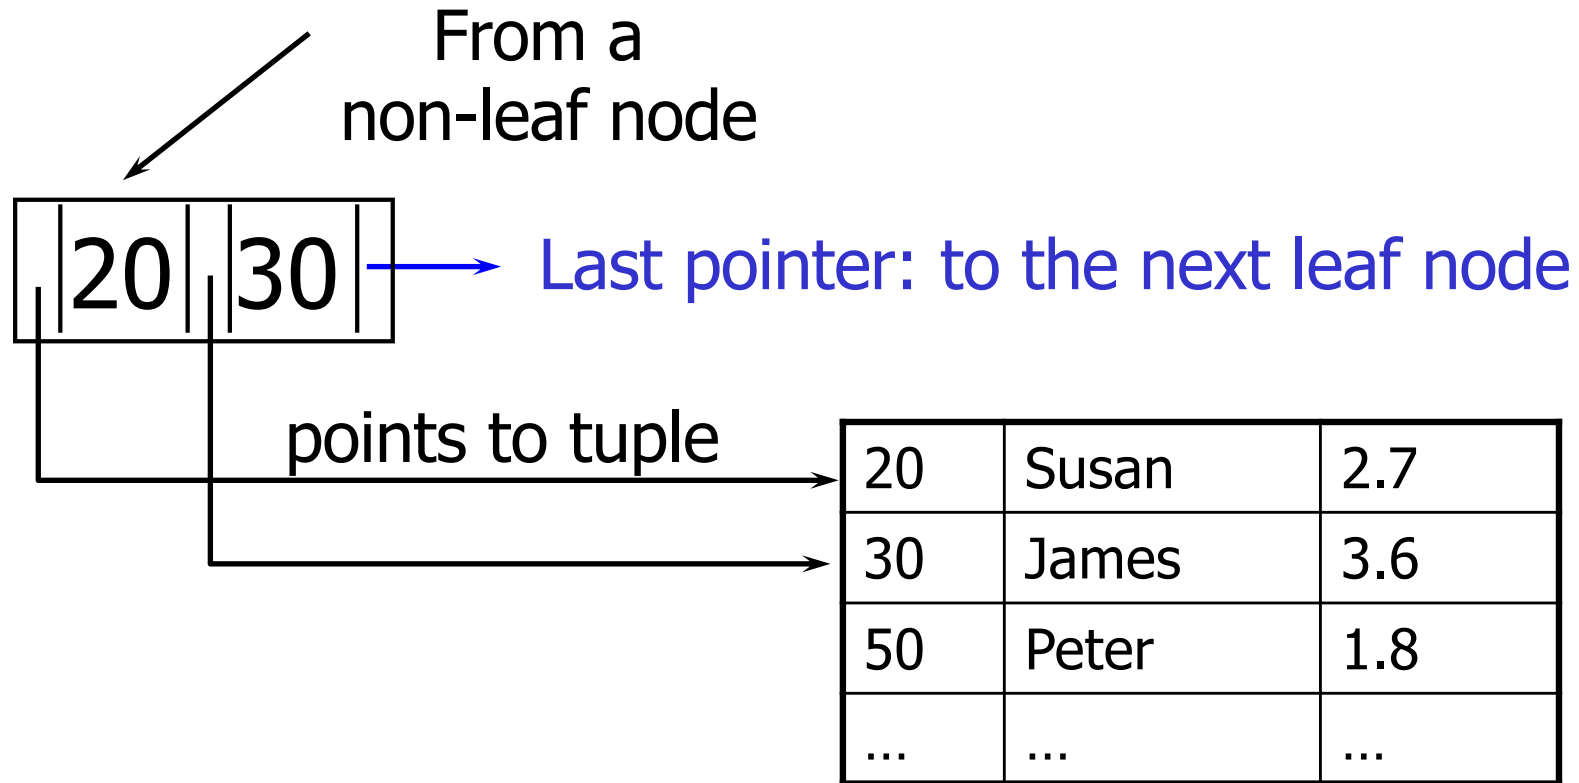 From a
non-leaf node
20 30
Last pointer: to the next leaf node
points to tuple
20 Susan 2.7
30 James 3.6
50 Peter 1.8
... ... ...